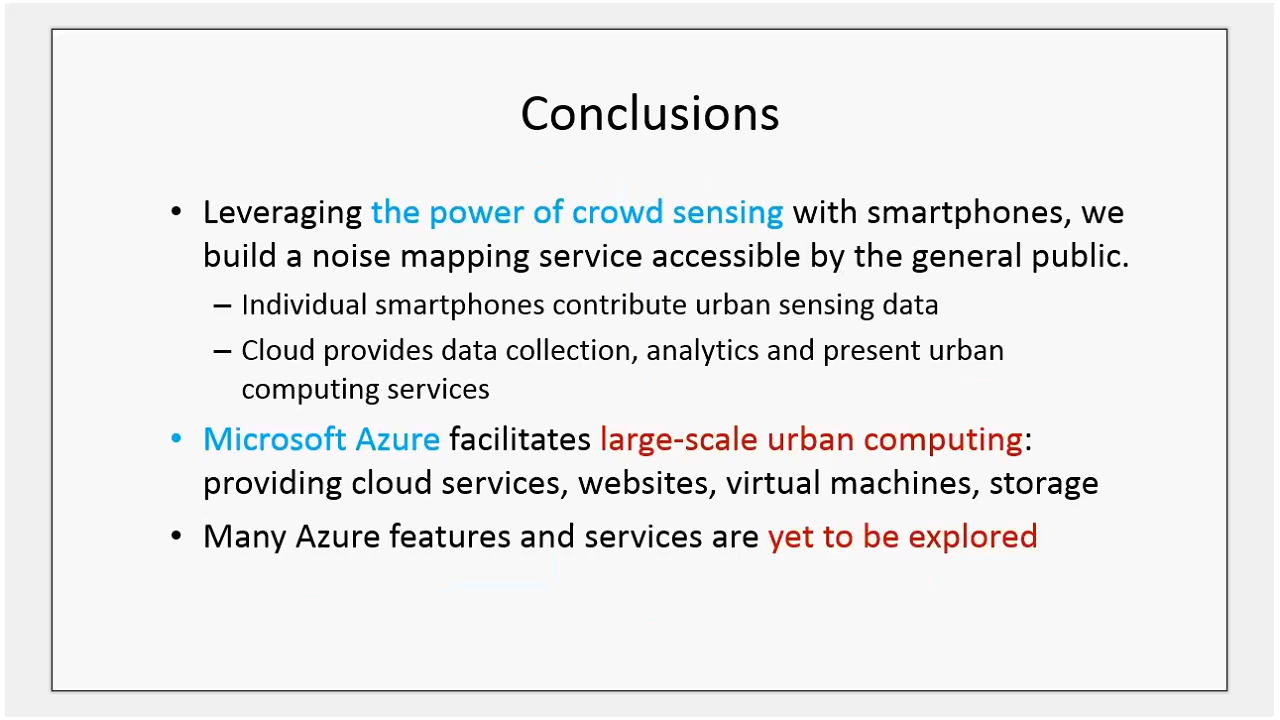 Conclusions
• Leveraging the power of crowd sensing with smartphones, we
build a noise mapping service accessible by the general public.
– Individual smartphones contribute urban sensing data
– Cloud provides data collection, analytics and present urban
computing services
• Microsoft Azure facilitates large-scale urban computing:
providing cloud services, websites, virtual machines, storage
• Many Azure features and services are yet to be explored